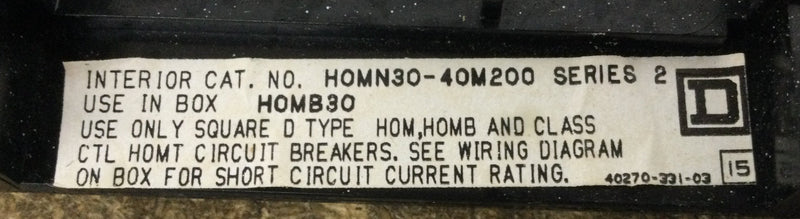 INTERIOR CAT. NO. HOMN30-40M200 SERIES 2
USE IN BOX HOMB30
USE ONLY SQUARE D TYPE HOM,HOMB AND CLASS
CTL HOMT CIRCUIT BREAKERS. SEE WIRING DIAGRAM
ON BOX FOR SHORT CIRCUIT CURRENT RATING. 40270-331-03 15
D